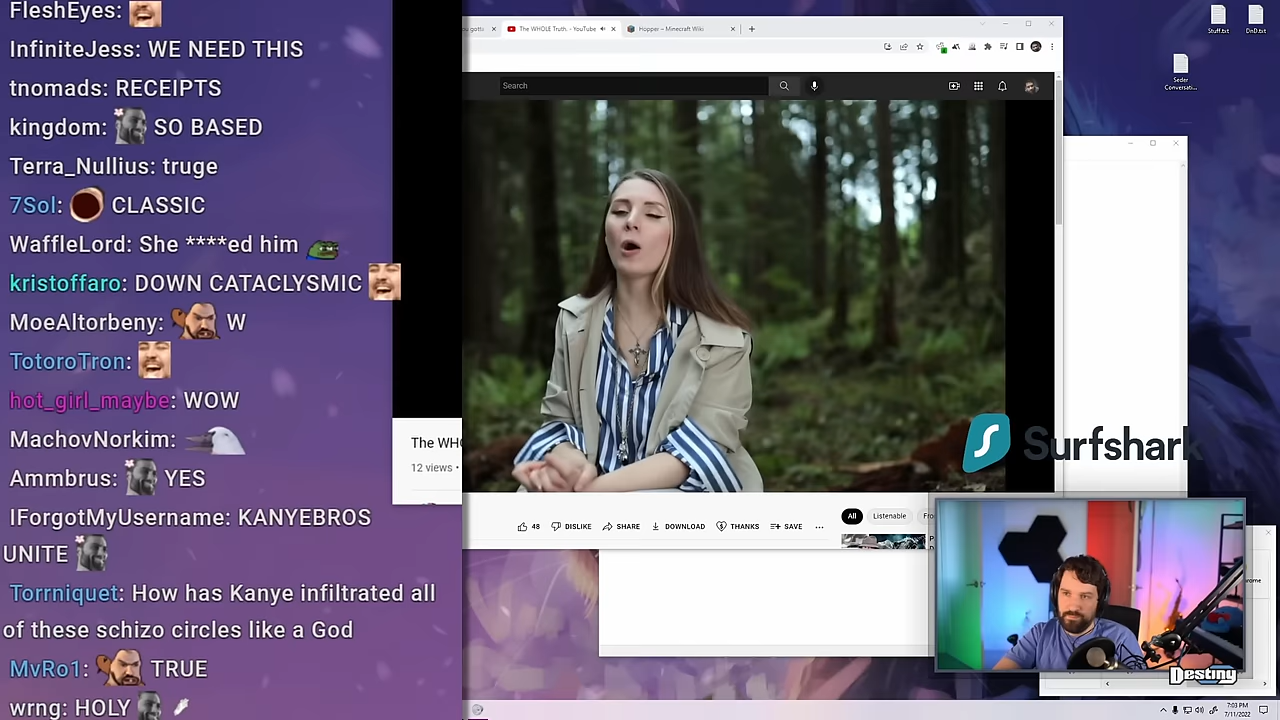 FleshEyes:
InfiniteJess: WE NEED THIS
tnomads: RECEIPTS
kingdom: SO BASED
Terra_Nullius: truge
7Sol: CLASSIC
WaffleLord: She ****ed him
kristoffaro: DOWN CATACLYSMIC
MoeAltorbeny: W
TotoroTron:
hot_girl_maybe: WOW
MachovNorkim:
Ammbrus: YES
IForgotMyUsername: KANYEBROS
UNITE
Torrniquet: How has Kanye infiltrated all
of these schizo circles like a God
MvRo1: TRUE
wrng: HOLY
The WHOLE Truth. - YouTube
Hopper – Minecraft Wiki
Search
Stuff.txt
DnD.txt
Seder
Conversati...
The WHO
12 views •
Surfshark
48
DISLIKE
SHARE
DOWNLOAD
THANKS
SAVE
...
All
Listenable
Destiny
7:03 PM
7/11/2022